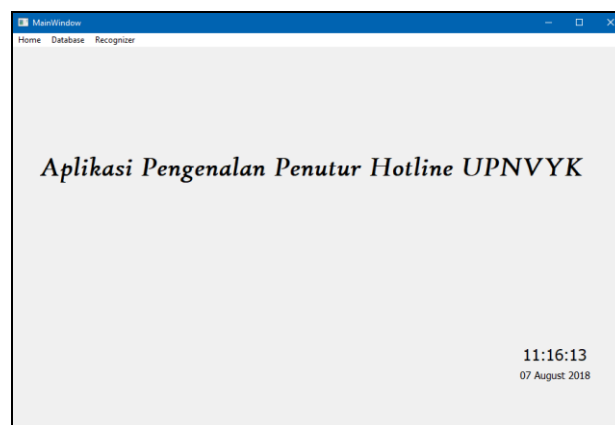 MainWindow
Home Database Recognizer
Aplikasi Pengenalan Penutur Hotline UPNVYK
11:16:13
07 August 2018